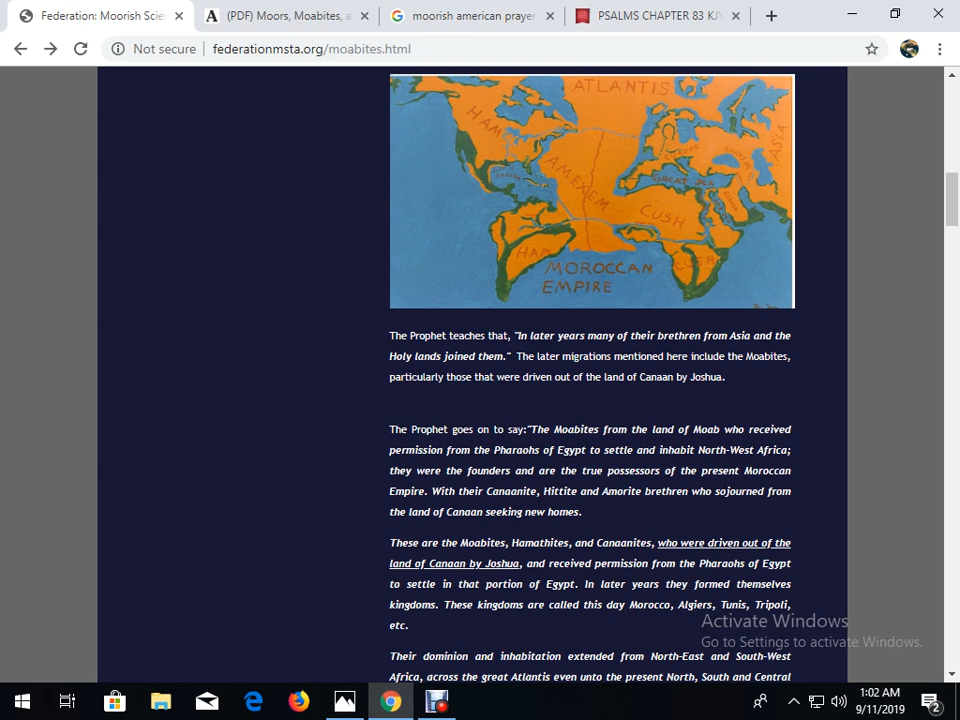 Federation: Moorish Scie
(PDF) Moors, Moabites, a
moorish american prayer
PSALMS CHAPTER 83 KJV
Not secure
federationmsta.org/moabites.html
ATLANTIS
HAM
ASIA
EUROPE
AMEXEM
GREAT SEA
CUSH
HAM
CUSH
MOROCCAN
EMPIRE
The Prophet teaches that, "In later years many of their brethren from Asia and the
Holy lands joined them." The later migrations mentioned here include the Moabites,
particularly those that were driven out of the land of Canaan by Joshua.
The Prophet goes on to say:"The Moabites from the land of Moab who received
permission from the Pharaohs of Egypt to settle and inhabit North-West Africa;
they were the founders and are the true possessors of the present Moroccan
Empire. With their Canaanite, Hittite and Amorite brethren who sojourned from
the land of Canaan seeking new homes.
These are the Moabites, Hamathites, and Canaanites, who were driven out of the
land of Canaan by Joshua, and received permission from the Pharaohs of Egypt
to settle in that portion of Egypt. In later years they formed themselves
kingdoms. These kingdoms are called this day Morocco, Algiers, Tunis, Tripoli,
etc.
Their dominion and inhabitation extended from North-East and South-West
Africa, across the great Atlantis even unto the present North, South and Central
Activate Windows
Go to Settings to activate Windows.
1:02 AM
9/11/2019
2